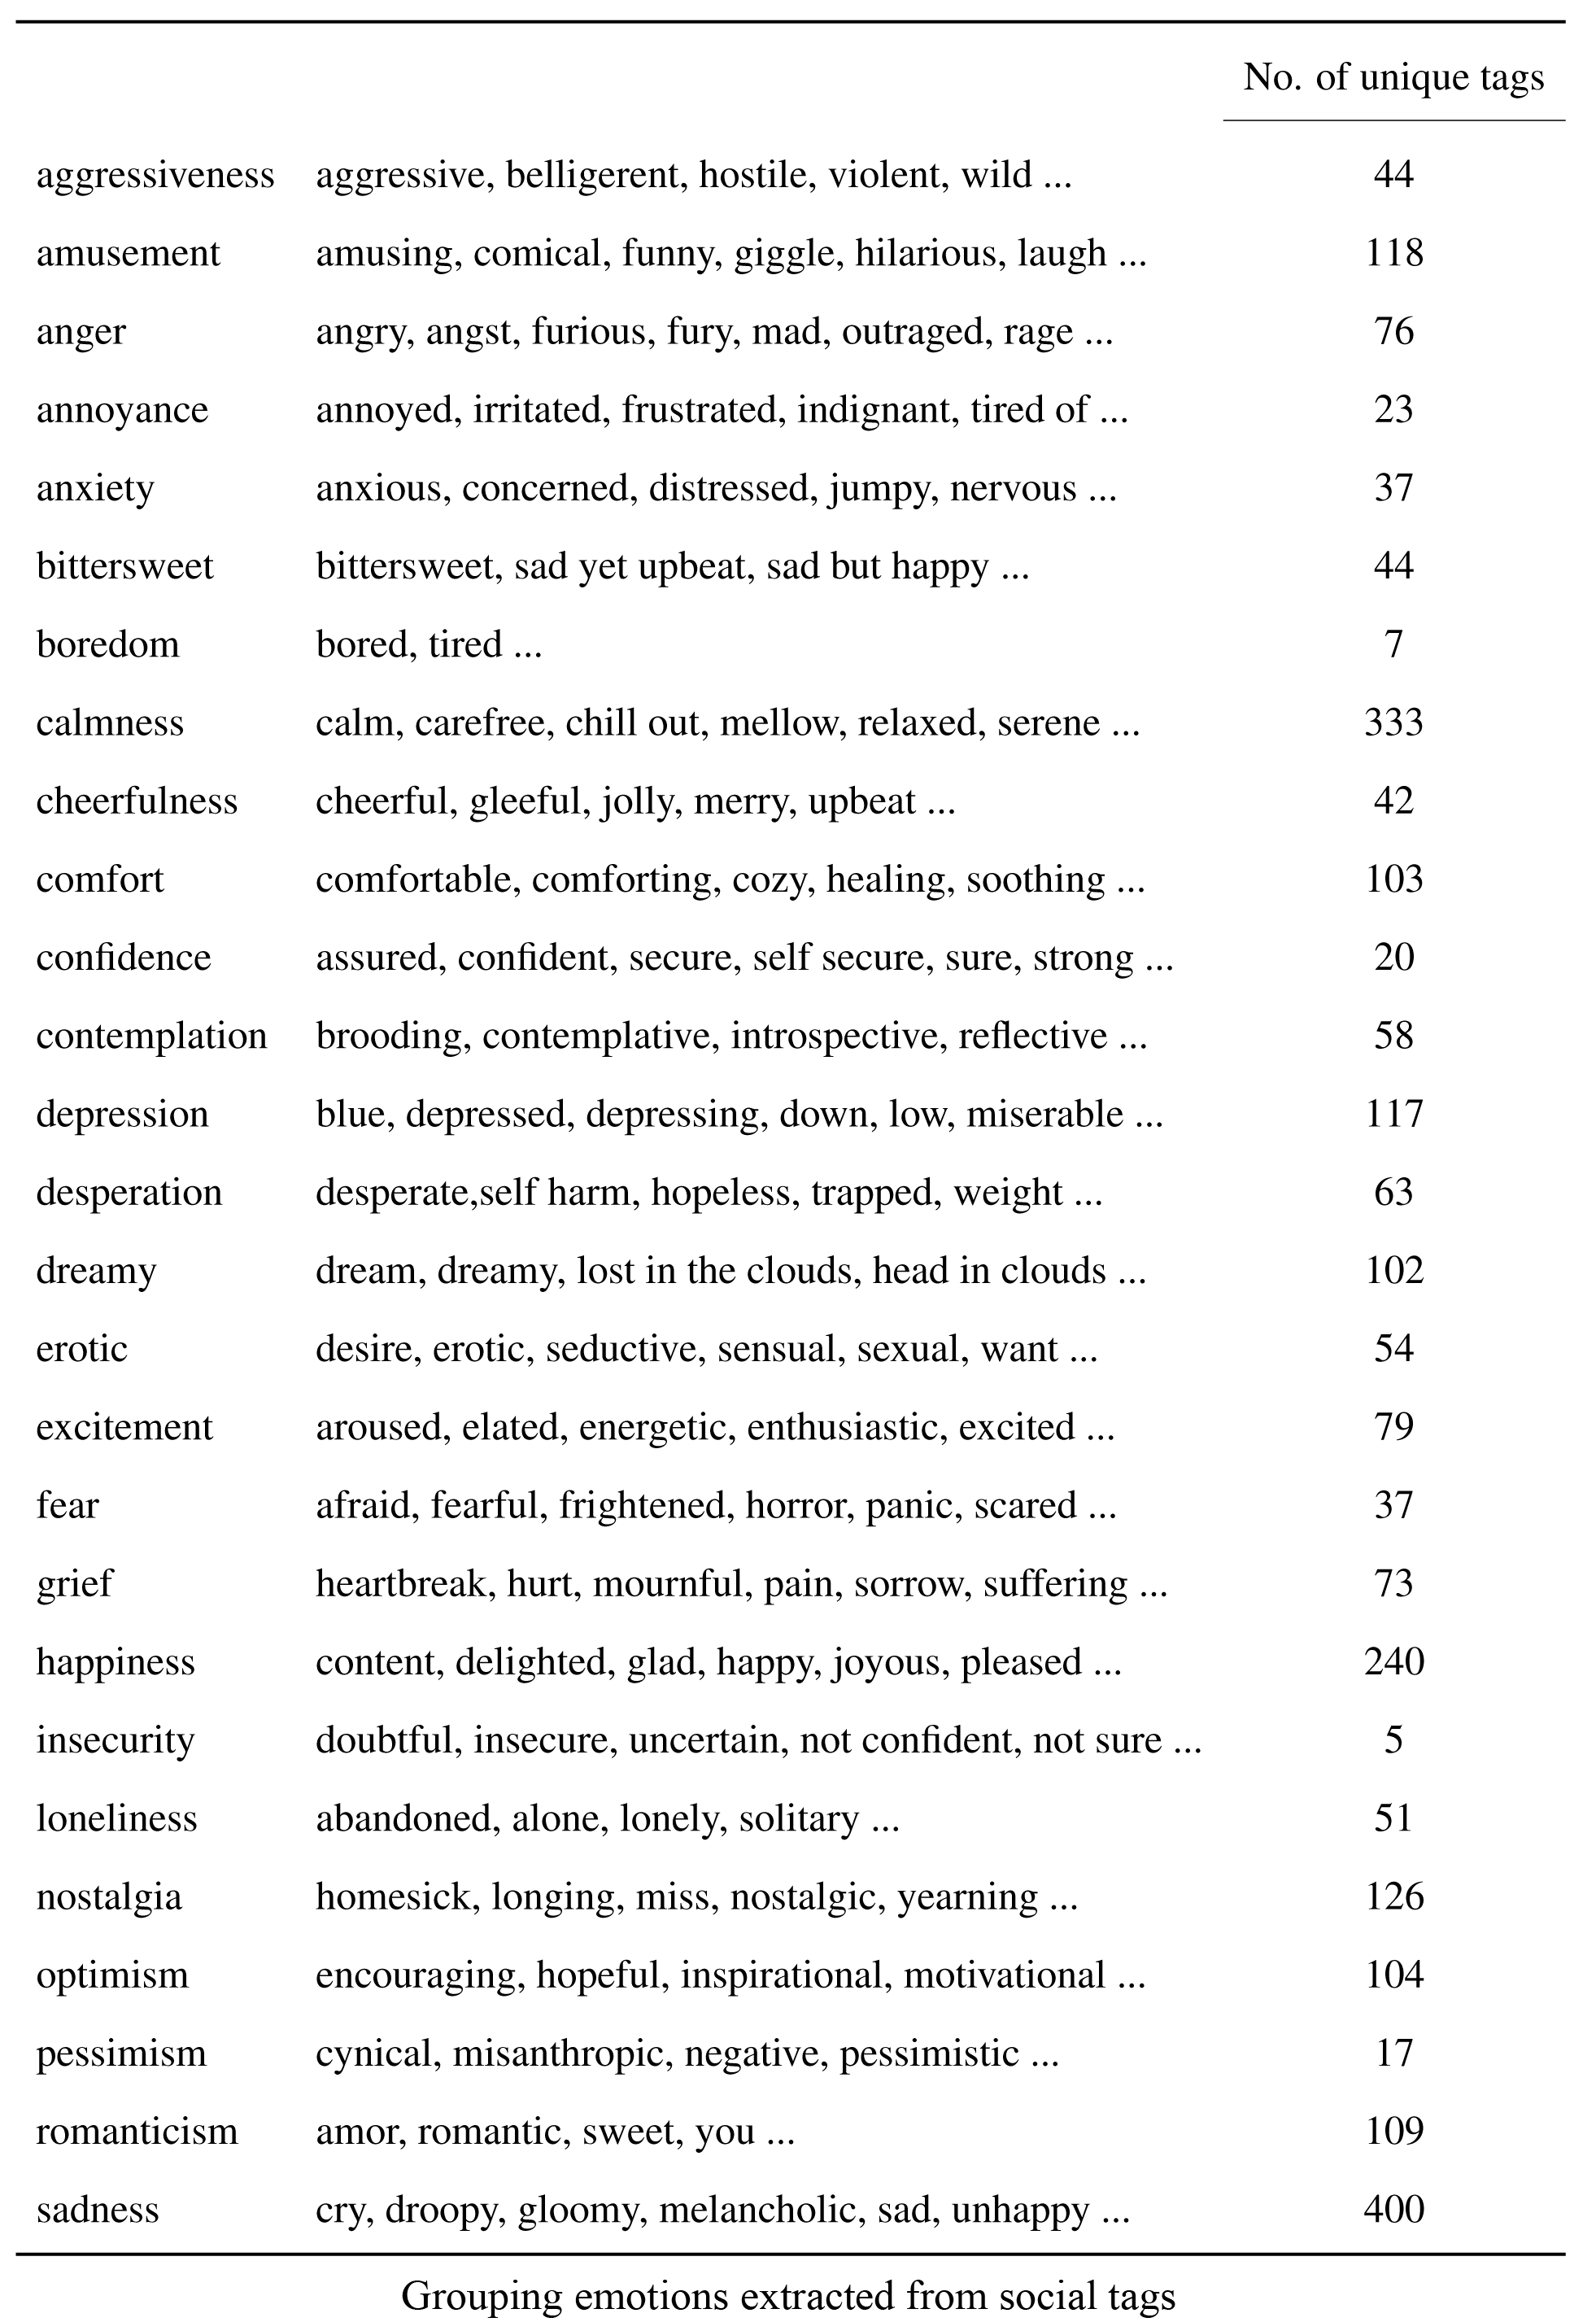 No. of unique tags
aggressiveness aggressive, belligerent, hostile, violent, wild ... 44
amusement amusing, comical, funny, giggle, hilarious, laugh ... 118
anger angry, angst, furious, fury, mad, outraged, rage ... 76
annoyance annoyed, irritated, frustrated, indignant, tired of ... 23
anxiety anxious, concerned, distressed, jumpy, nervous ... 37
bittersweet bittersweet, sad yet upbeat, sad but happy ... 44
boredom bored, tired ... 7
calmness calm, carefree, chill out, mellow, relaxed, serene ... 333
cheerfulness cheerful, gleeful, jolly, merry, upbeat ... 42
comfort comfortable, comforting, cozy, healing, soothing ... 103
confidence assured, confident, secure, self secure, sure, strong ... 20
contemplation brooding, contemplative, introspective, reflective ... 58
depression blue, depressed, depressing, down, low, miserable ... 117
desperation desperate,self harm, hopeless, trapped, weight ... 63
dreamy dream, dreamy, lost in the clouds, head in clouds ... 102
erotic desire, erotic, seductive, sensual, sexual, want ... 54
excitement aroused, elated, energetic, enthusiastic, excited ... 79
fear afraid, fearful, frightened, horror, panic, scared ... 37
grief heartbreak, hurt, mournful, pain, sorrow, suffering ... 73
happiness content, delighted, glad, happy, joyous, pleased ... 240
insecurity doubtful, insecure, uncertain, not confident, not sure ... 5
loneliness abandoned, alone, lonely, solitary ... 51
nostalgia homesick, longing, miss, nostalgic, yearning ... 126
optimism encouraging, hopeful, inspirational, motivational ... 104
pessimism cynical, misanthropic, negative, pessimistic ... 17
romanticism amor, romantic, sweet, you ... 109
sadness cry, droopy, gloomy, melancholic, sad, unhappy ... 400
Grouping emotions extracted from social tags